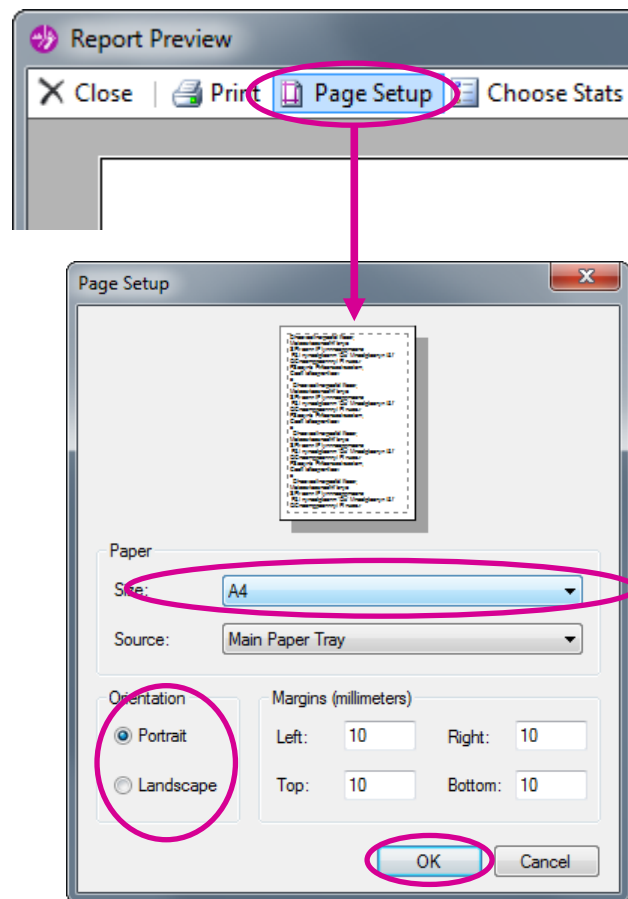 Report Preview
Close Print Page Setup Choose Stats
Page Setup
Paper
Size: A4
Source: Main Paper Tray
Orientation Margins (millimeters)
Portrait Left: 10 Right: 10
Landscape Top: 10 Bottom: 10
OK Cancel